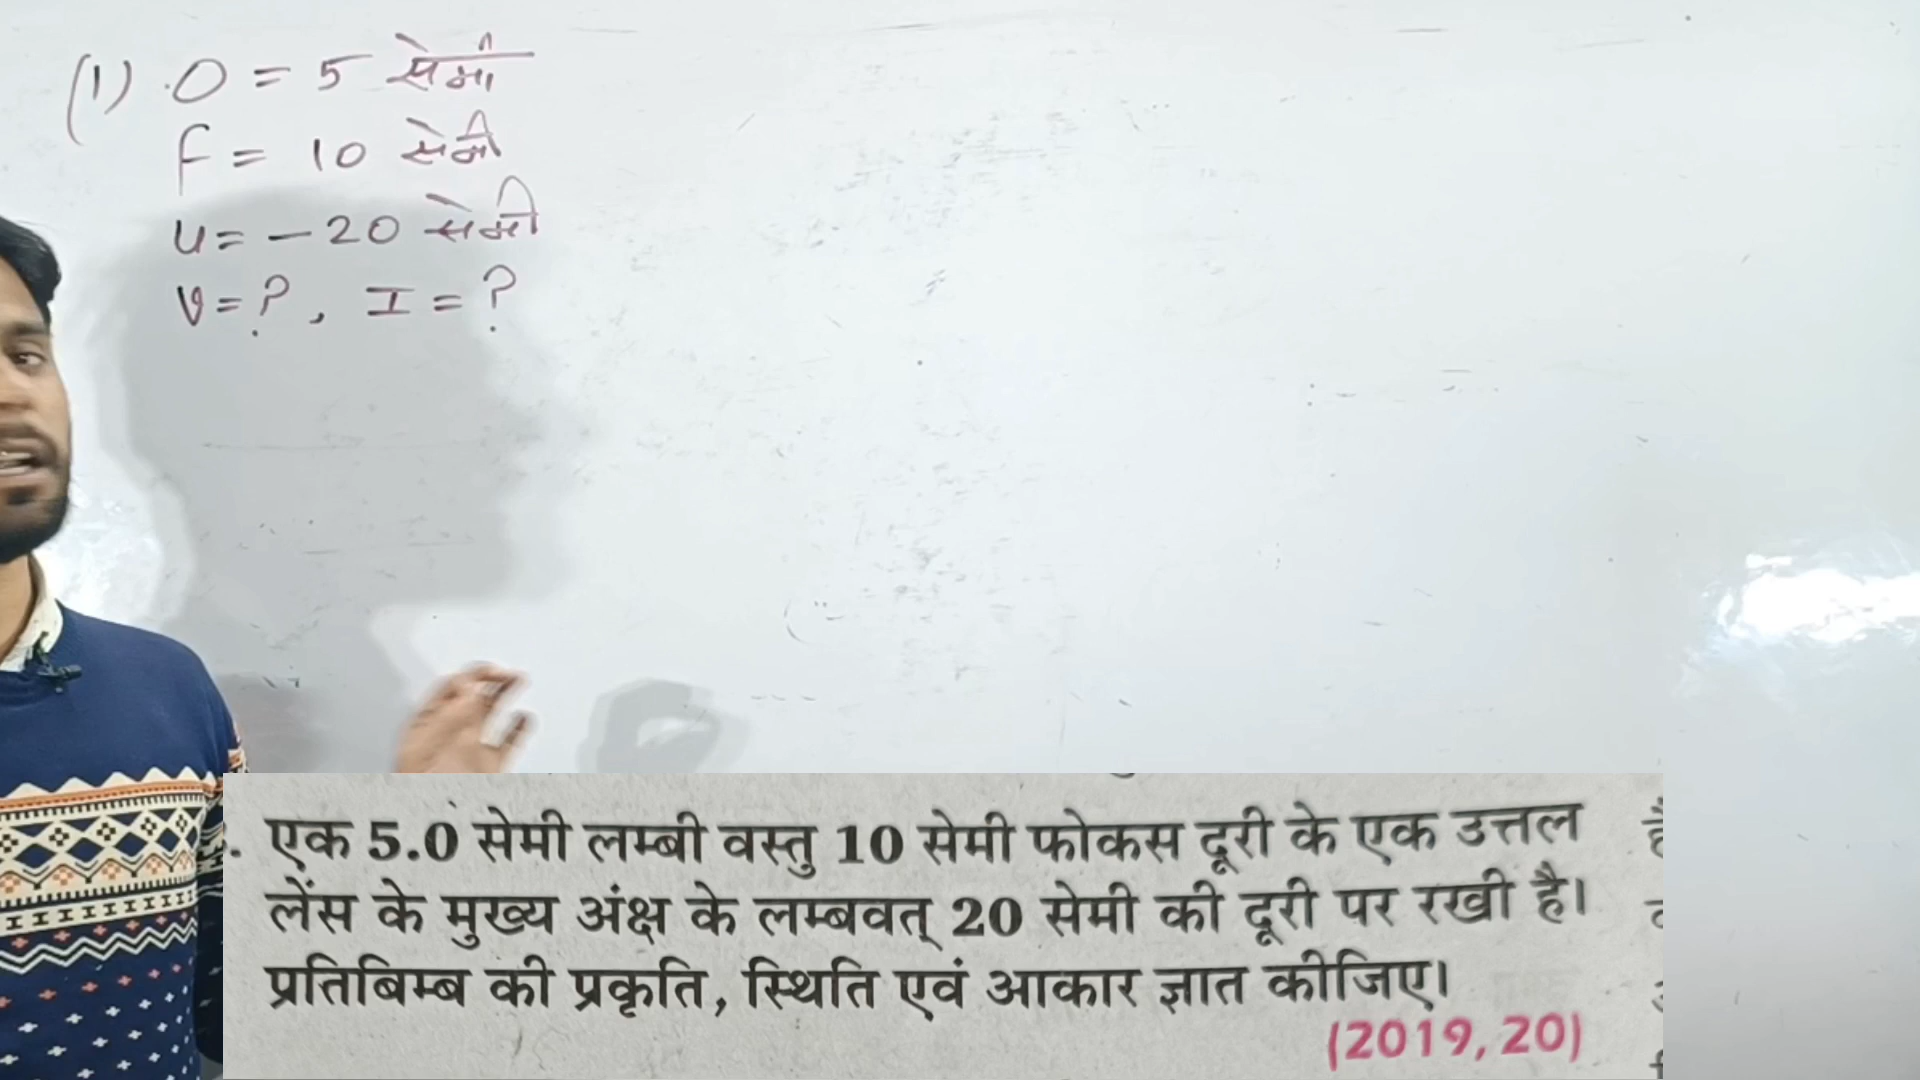 (1) O = 5 सेमी
F = 10 सेमी
u = - 20 सेमी
v = ? , I = ?
. एक 5.0 सेमी लम्बी वस्तु 10 सेमी फोकस दूरी के एक उत्तल
लेंस के मुख्य अंक्ष के लम्बवत् 20 सेमी की दूरी पर रखी है।
प्रतिबिम्ब की प्रकृति, स्थिति एवं आकार ज्ञात कीजिए।
(2019, 20)